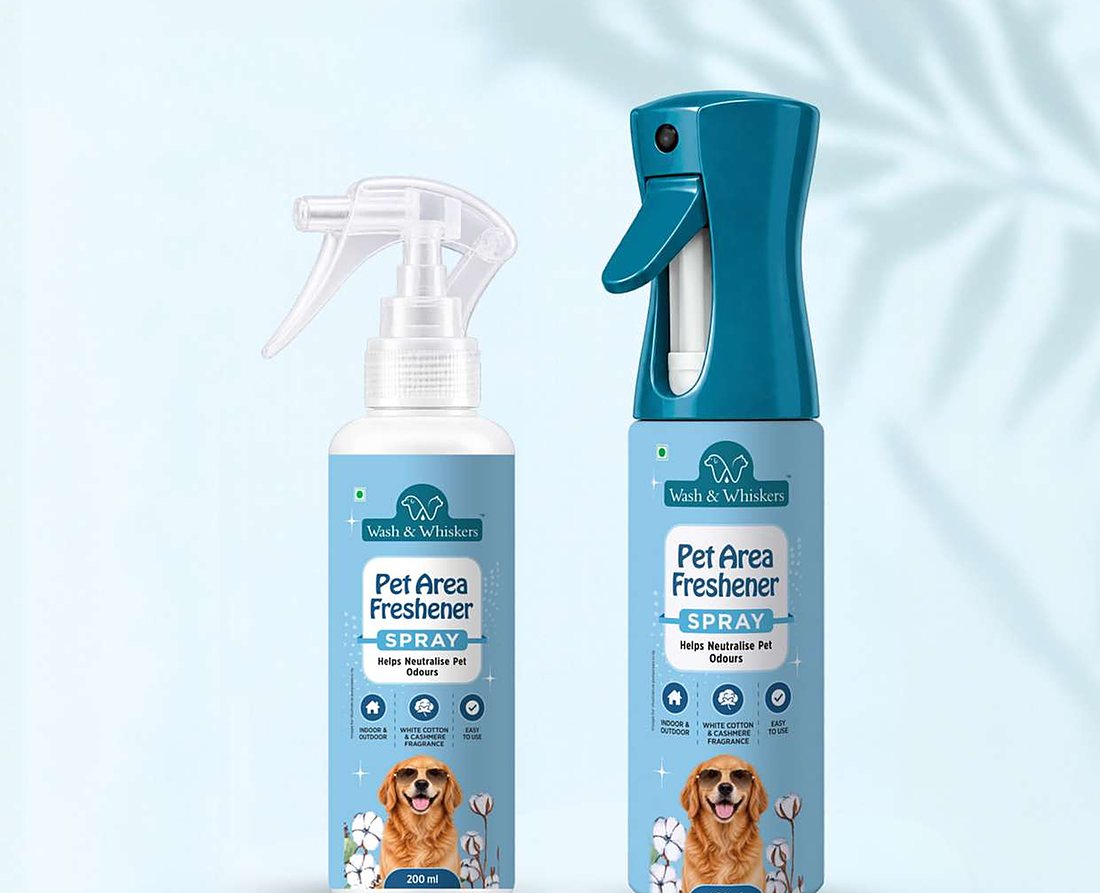 Wash & Whiskers
Pet Area
Freshener
SPRAY
Helps Neutralise Pet
Odours
INDOOR &
OUTDOOR
WHITE COTTON
& CASHMERE
FRAGRANCE
EASY
TO USE
200 ml
Wash & Whiskers
TM
Pet Area
Freshener
SPRAY
Helps Neutralise Pet
Odours
INDOOR &
OUTDOOR
WHITE COTTON
& CASHMERE
FRAGRANCE
EASY
TO USE